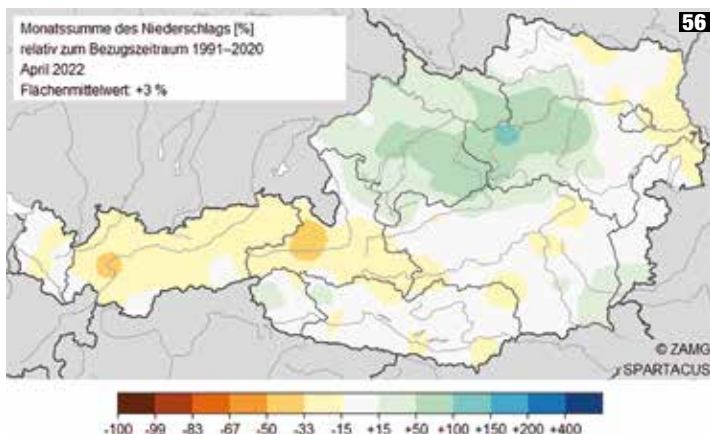 Monatssumme des Niederschlags [%]
relativ zum Bezugszeitraum 1991–2020
April 2022
Flächenmittelwert: +3 %
56
© ZAMG
SPARTACUS
-100 -99 -83 -67 -50 -33 -15 +15 +50 +100 +150 +200 +400